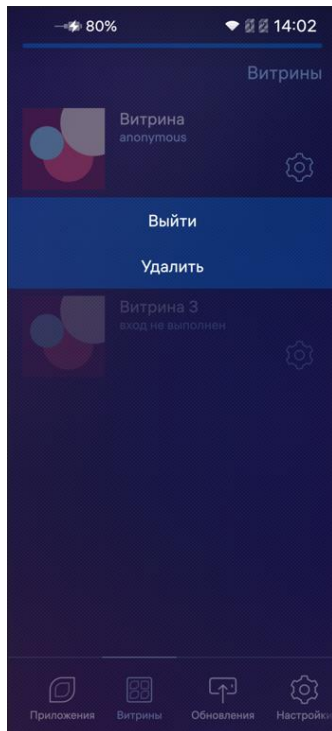 80%
14:02
Витрины
Витрина
anonymous
Выйти
Удалить
Витрина 3
вход не выполнен
Приложения
Витрины
Обновления
Настройки